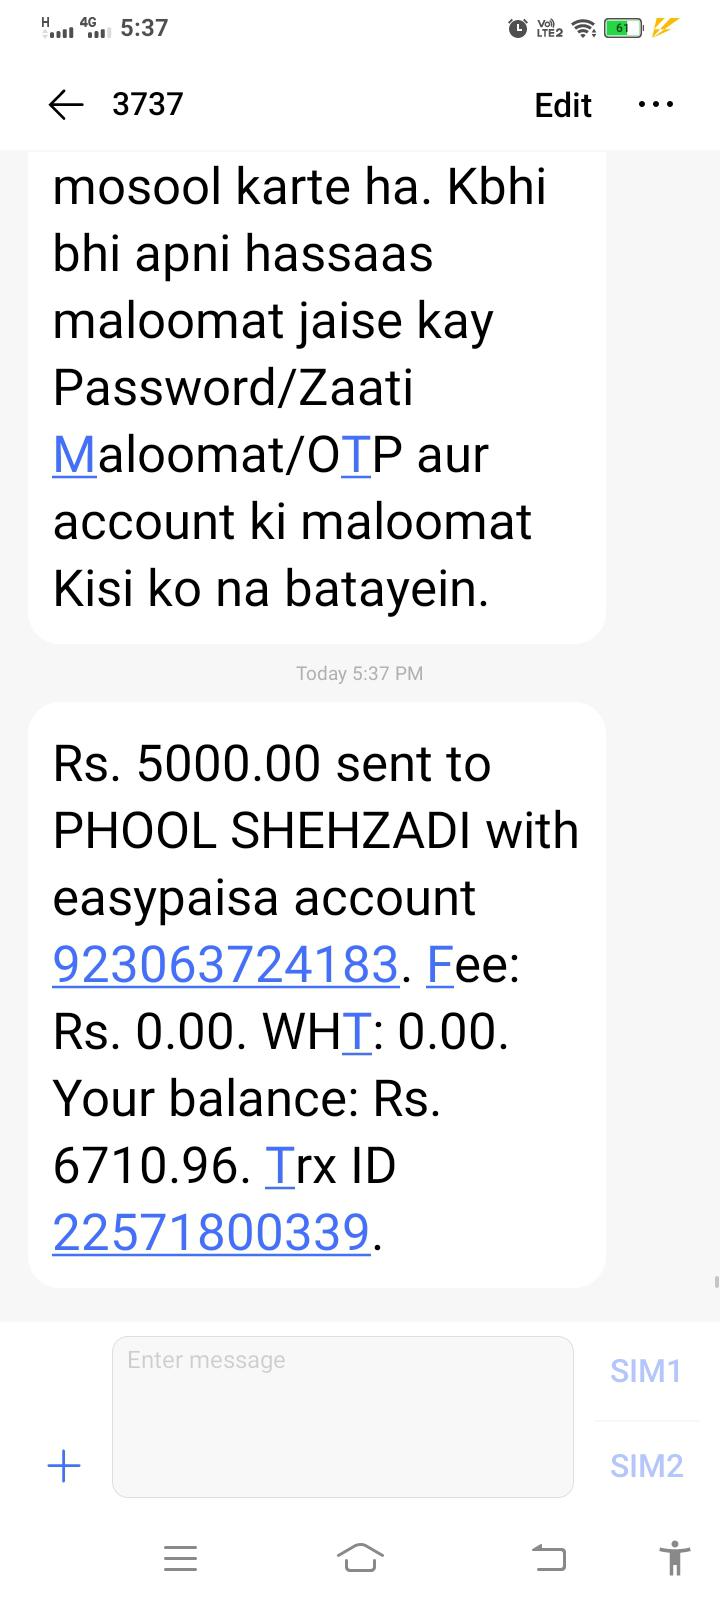 H 4G 5:37 Vo) LTE2 61
3737 Edit
mosool karte ha. Kbhi
bhi apni hassaas
maloomat jaise kay
Password/Zaati
Maloomat/OTP aur
account ki maloomat
Kisi ko na batayein.
Today 5:37 PM
Rs. 5000.00 sent to
PHOOL SHEHZADI with
easypaisa account
923063724183. Fee:
Rs. 0.00. WHT: 0.00.
Your balance: Rs.
6710.96. Trx ID
22571800339.
Enter message
SIM1
SIM2